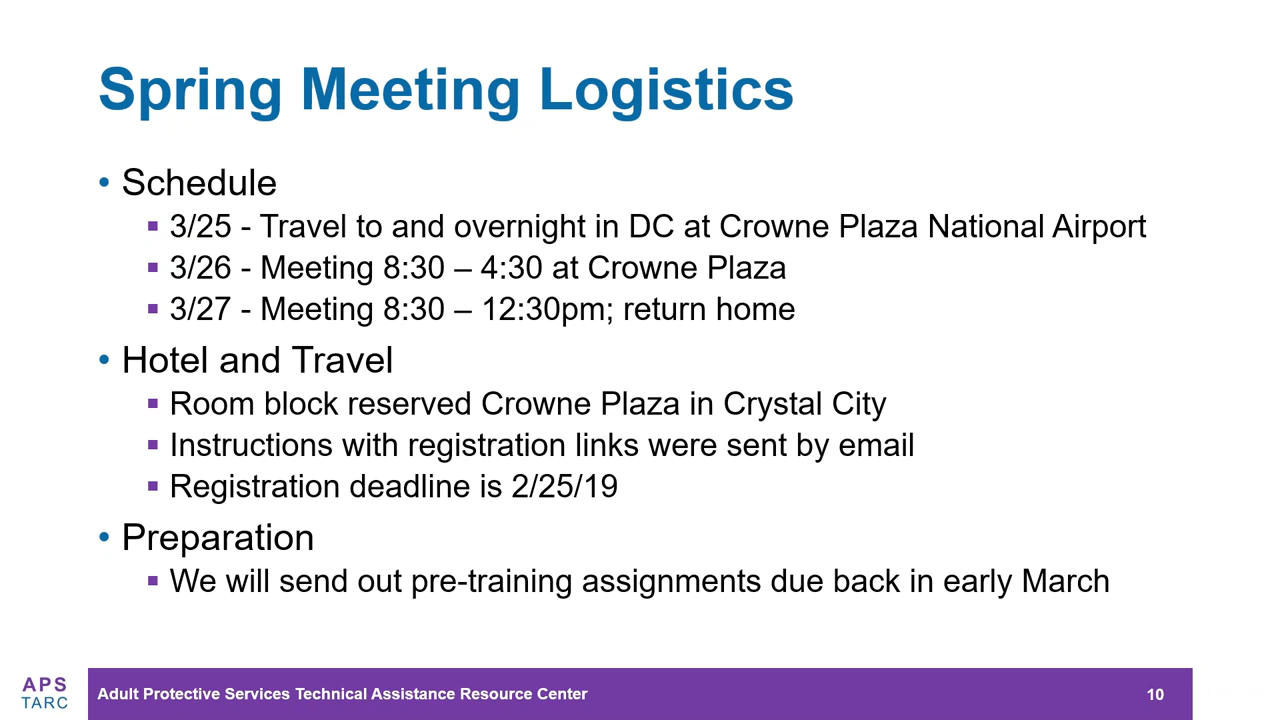 Spring Meeting Logistics
• Schedule
▪ 3/25 - Travel to and overnight in DC at Crowne Plaza National Airport
▪ 3/26 - Meeting 8:30 – 4:30 at Crowne Plaza
▪ 3/27 - Meeting 8:30 – 12:30pm; return home
• Hotel and Travel
▪ Room block reserved Crowne Plaza in Crystal City
▪ Instructions with registration links were sent by email
▪ Registration deadline is 2/25/19
• Preparation
▪ We will send out pre-training assignments due back in early March
APS
TARC
Adult Protective Services Technical Assistance Resource Center
10